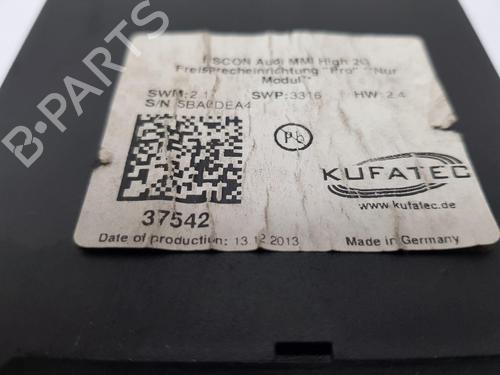 FISCON Audi MMI High 2G
Freisprecheinrichtung "Pro" "Nur
Modul"
SWM: 2.1 SWP: 3316 HW: 2.4
S/N 5BA0DEA4
Pb
KUFATEC
www.kufatec.de
37542
Date of production: 13.12.2013 Made in Germany
B-PARTS